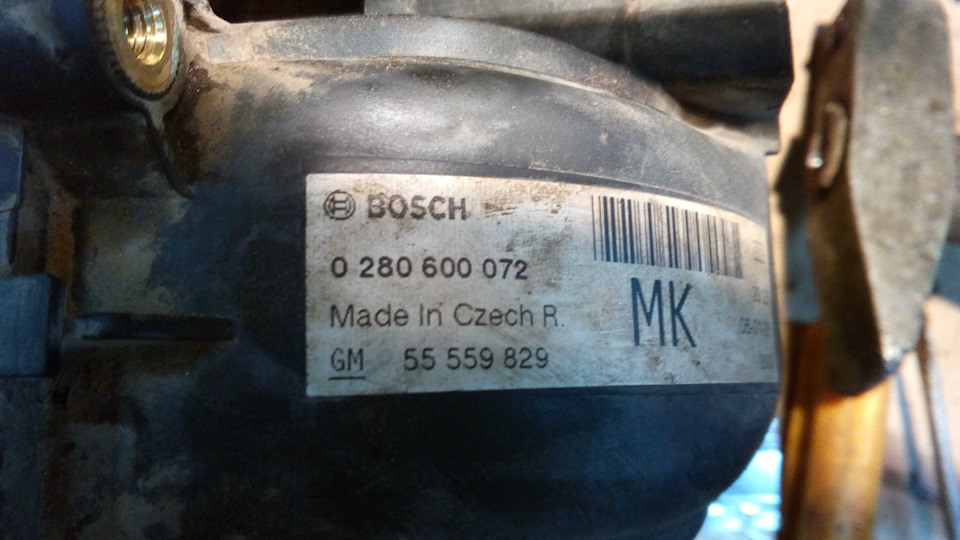 BOSCH
0 280 600 072
Made in Czech R.
GM 55 559 829
MK